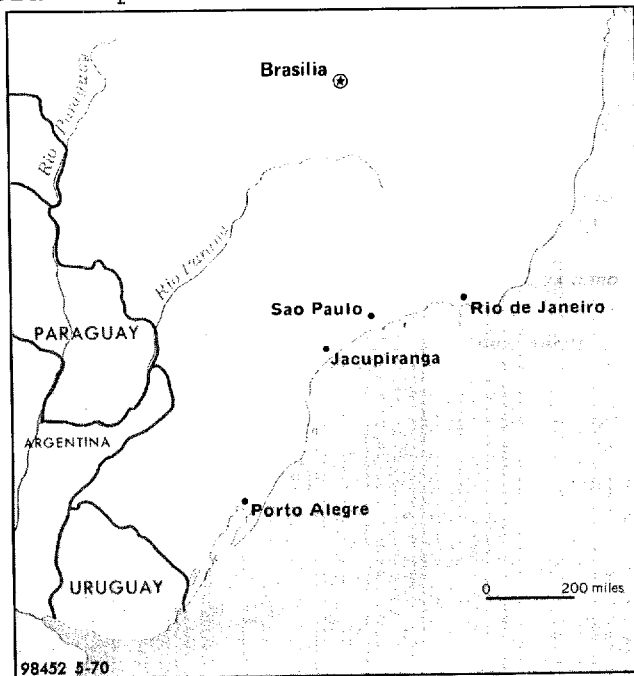 Brasilia
Rio Paraguay
Rio Parana
Sao Paulo
Rio de Janeiro
PARAGUAY
Jacupiranga
ARGENTINA
Porto Alegre
URUGUAY
0 200 miles
98452 5-70